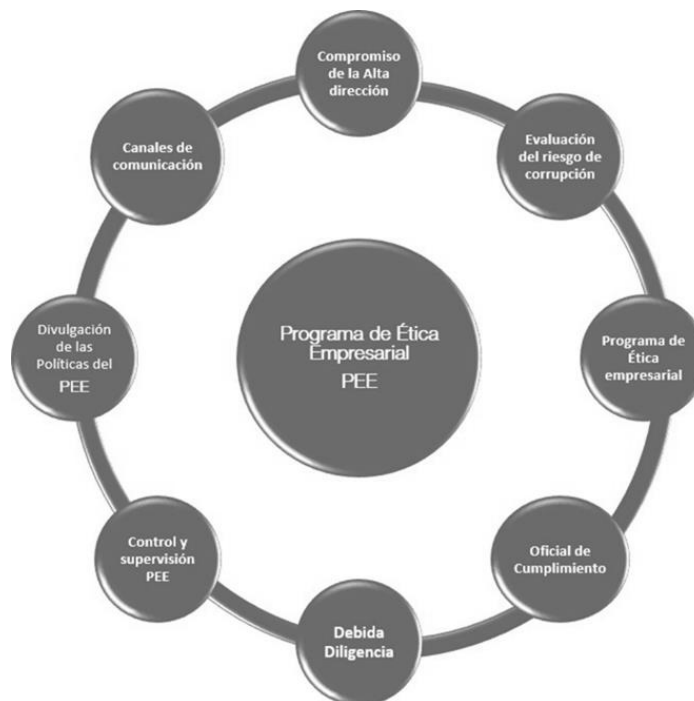 Compromiso
de la Alta
dirección
Evaluación
del riesgo de
corrupción
Programa de
Ética
empresarial
Oficial de
Cumplimiento
Debida
Diligencia
Control y
supervisión
PEE
Divulgación
de las
Políticas del
PEE
Canales de
comunicación
Programa de Ética
Empresarial
PEE